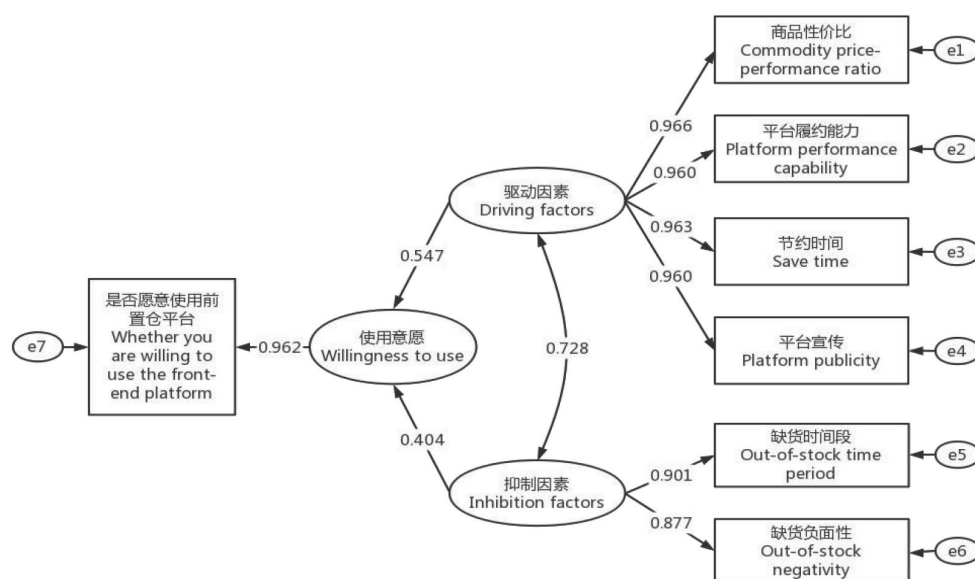 商品性价比
Commodity price-
performance ratio
e1
0.966
平台履约能力
Platform performance
capability
e2
0.960
驱动因素
Driving factors
节约时间
Save time
e3
0.963
0.547
0.960
是否愿意使用前
置仓平台
Whether you
are willing to
use the front-
end platform
e7
0.962
使用意愿
Willingness to use
0.728
平台宣传
Platform publicity
e4
0.404
缺货时间段
Out-of-stock time
period
e5
抑制因素
Inhibition factors
0.901
0.877
缺货负面性
Out-of-stock
negativity
e6